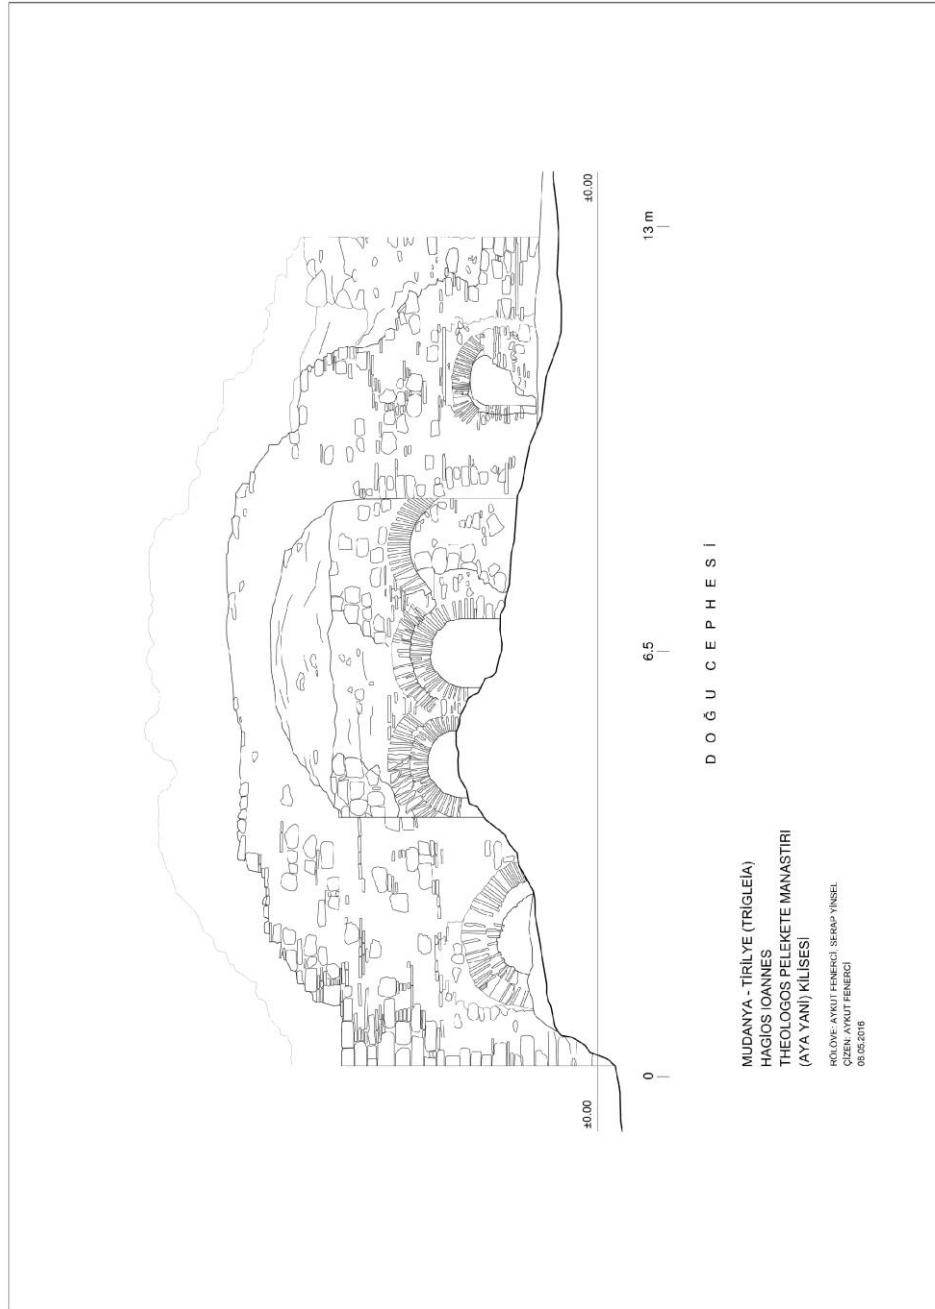 ±0.00
±0.00
0
6.5
13 m
DOĞU CEPHESİ
MUDANYA - TİRİLYE (TRİGLEİA)
HAGİOS IOANNES
THEOLOGOS PELEKETE MANASTIRI
(AYA YANİ) KİLİSESİ
RÖLÖVE: AYKUT FENERCİ, SERAP YİNSEL
ÇİZEN: AYKUT FENERCİ
08.05.2016